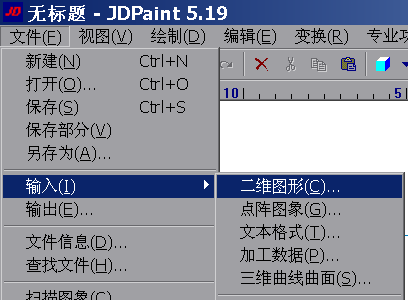 JD 无标题 - JDPaint 5.19
文件(F) 视图(V) 绘制(D) 编辑(E) 变换(R) 专业
新建(N) Ctrl+N
打开(O)... Ctrl+O
保存(S) Ctrl+S
保存部分(V)
另存为(A)...
输入(I)
输出(E)...
文件信息(D)...
查找文件(H)...
扫描图象(C)
10 5
二维图形(C)...
点阵图象(G)...
文本格式(T)...
加工数据(P)...
三维曲线曲面(S)...